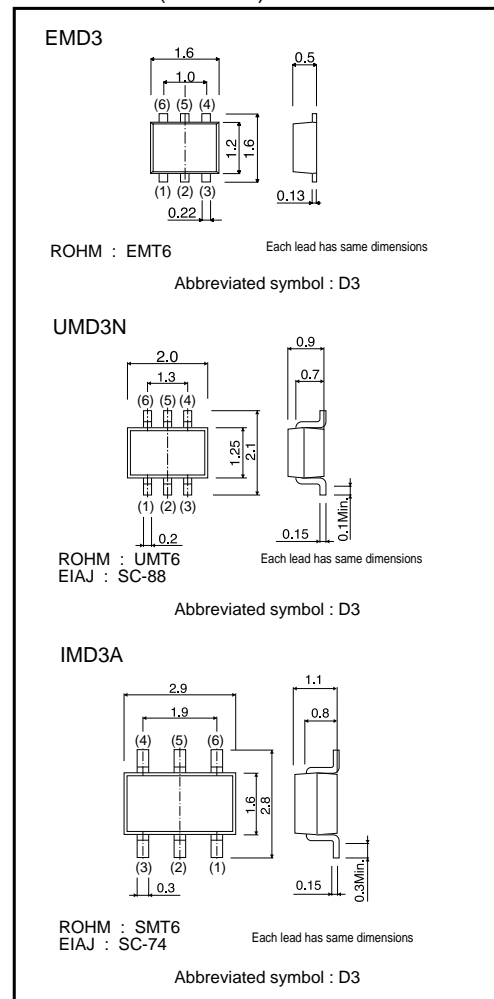 EMD3
1.6
1.0
0.5
(6) (5) (4)
1.2
1.6
(1) (2) (3)
0.22
0.13
ROHM : EMT6
Each lead has same dimensions
Abbreviated symbol : D3
UMD3N
2.0
1.3
0.9
0.7
(6) (5) (4)
1.25
2.1
(1) (2) (3)
0.2
0.15
0.1Min.
ROHM : UMT6
EIAJ : SC-88
Each lead has same dimensions
Abbreviated symbol : D3
IMD3A
2.9
1.9
1.1
0.8
(4) (5) (6)
1.6
2.8
(3) (2) (1)
0.3
0.15
0.3Min.
ROHM : SMT6
EIAJ : SC-74
Each lead has same dimensions
Abbreviated symbol : D3